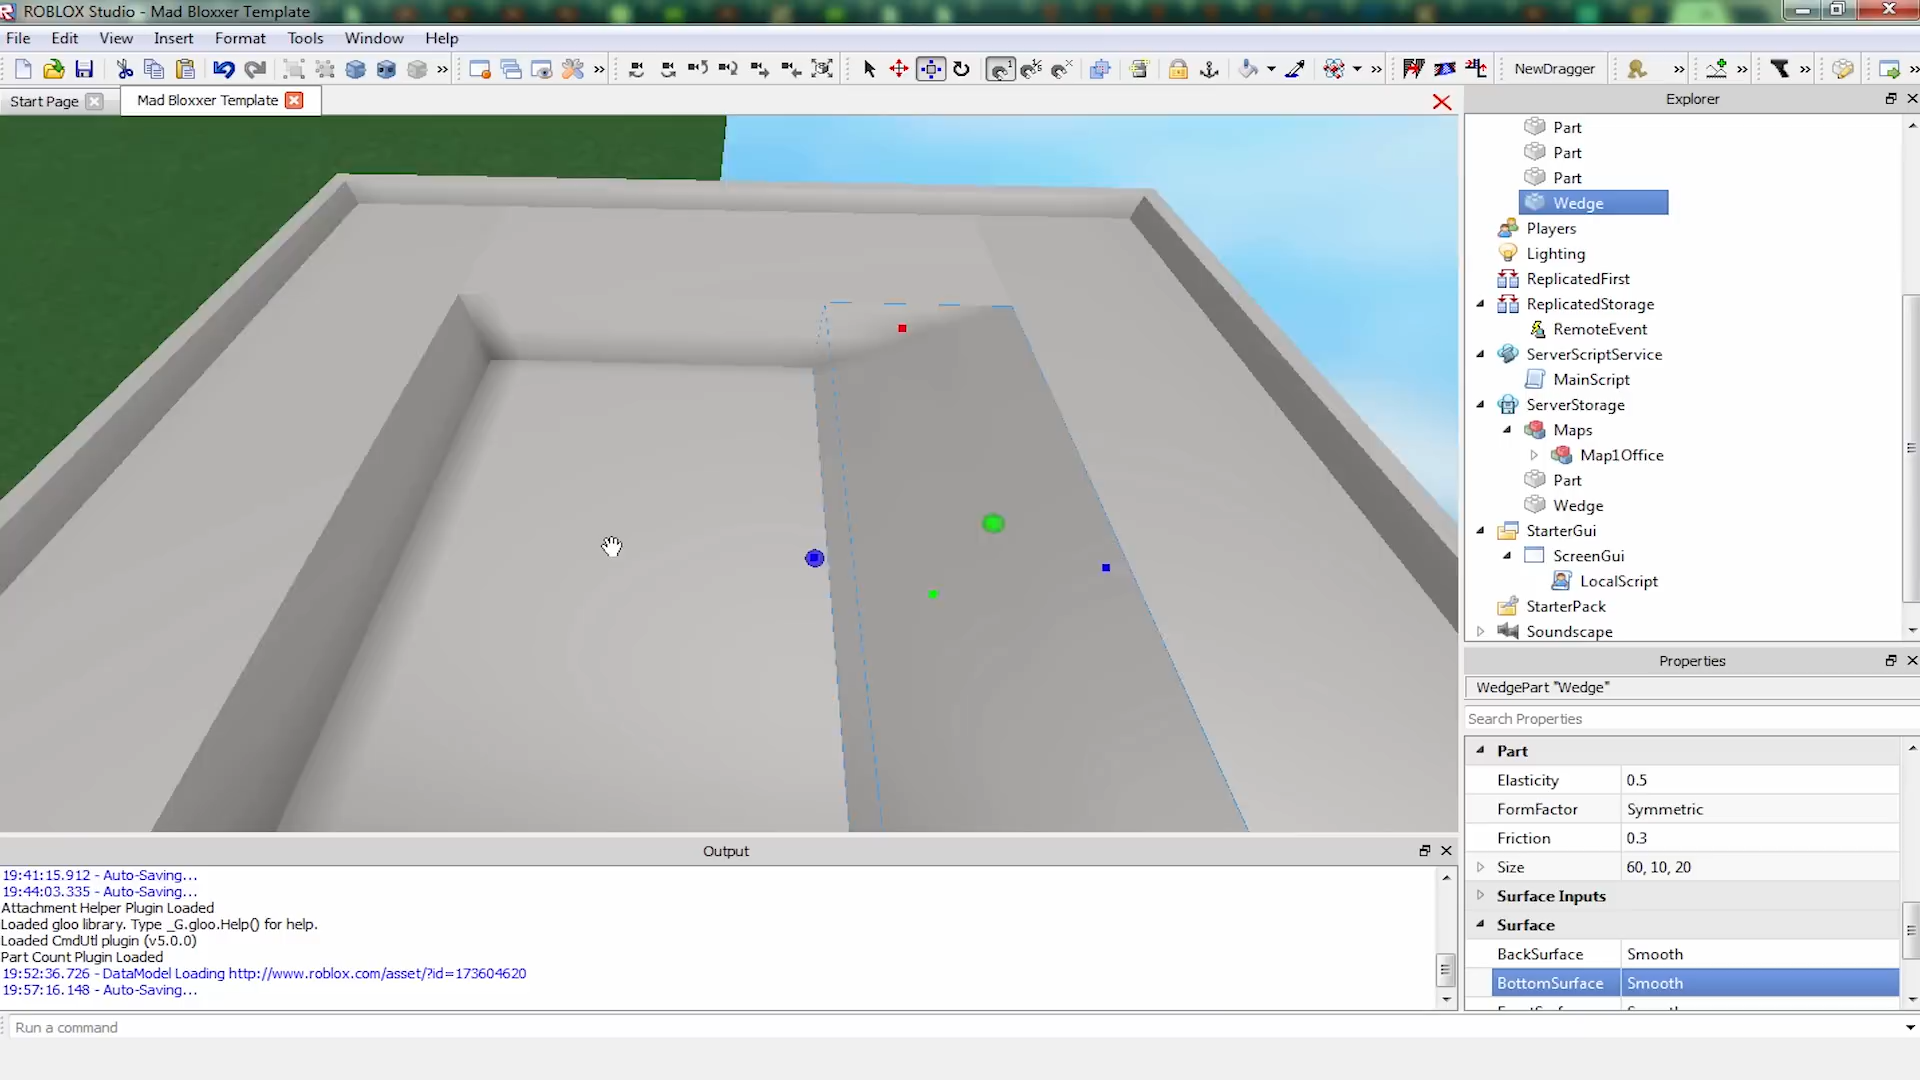 ROBLOX Studio - Mad Bloxxer Template
File Edit View Insert Format Tools Window Help
NewDragger
Start Page
Mad Bloxxer Template
Explorer
Part
Part
Part
Wedge
Players
Lighting
ReplicatedFirst
ReplicatedStorage
RemoteEvent
ServerScriptService
MainScript
ServerStorage
Maps
Map1Office
Part
Wedge
StarterGui
ScreenGui
LocalScript
StarterPack
Soundscape
Properties
WedgePart "Wedge"
Search Properties
Part
Elasticity 0.5
FormFactor Symmetric
Friction 0.3
Size 60, 10, 20
Surface Inputs
Surface
BackSurface Smooth
BottomSurface Smooth
Output
19:41:15.912 - Auto-Saving...
19:44:03.335 - Auto-Saving...
Attachment Helper Plugin Loaded
Loaded gloo library. Type _G.gloo.Help() for help.
Loaded CmdUtl plugin (v5.0.0)
Part Count Plugin Loaded
19:52:36.726 - DataModel Loading http://www.roblox.com/asset/?id=173604620
19:57:16.148 - Auto-Saving...
Run a command